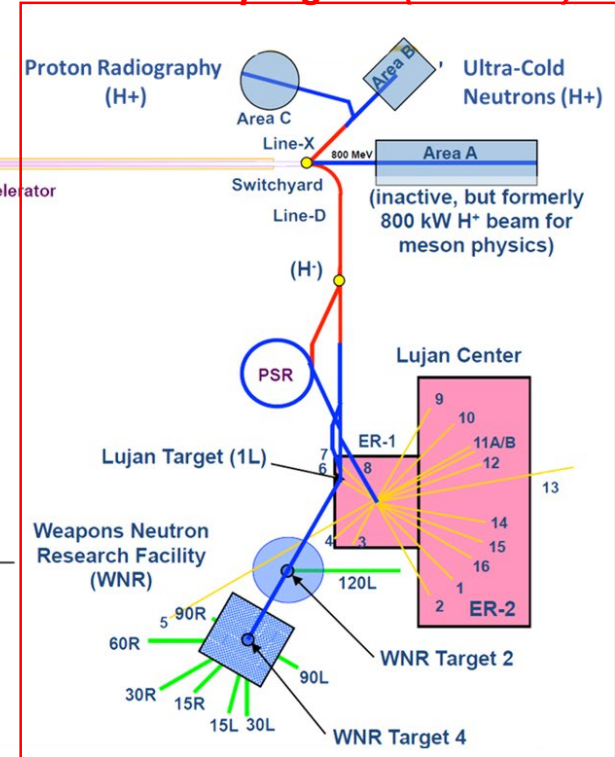 Proton Radiography
(H+)
Area C
Area B
,
Ultra-Cold
Neutrons (H+)
Line-X
800 MeV
Area A
Switchyard
elerator
Line-D
(inactive, but formerly
800 kW H⁺ beam for
meson physics)
(H⁻)
PSR
Lujan Center
9
10
ER-1
11A/B
7
8
12
Lujan Target (1L)
6
13
14
Weapons Neutron
Research Facility
(WNR)
4
3
15
16
120L
1
2
ER-2
5
90R
60R
WNR Target 2
90L
30R
15R
15L
30L
WNR Target 4